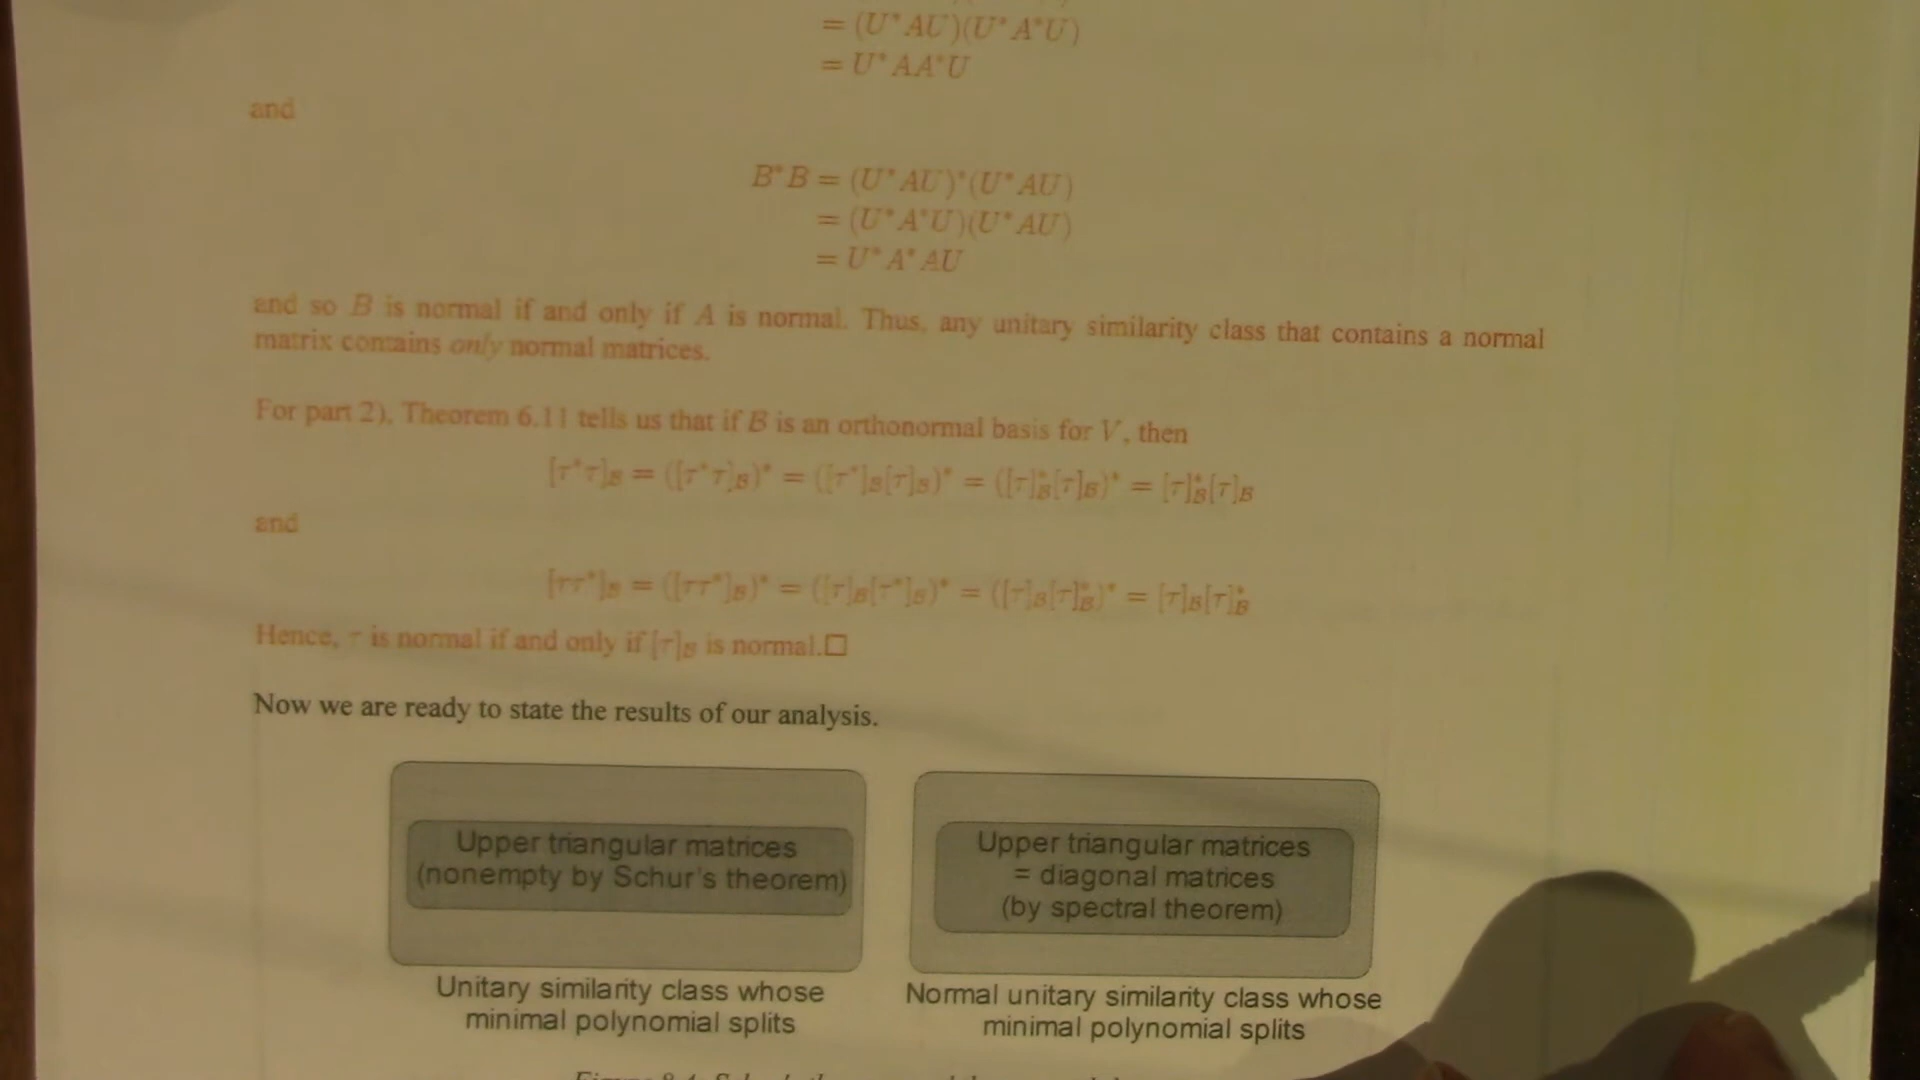 = (U*AU)(U*A*U)
= U*AA*U
and
B*B = (U*AU)*(U*AU)
= (U*A*U)(U*AU)
= U*A*AU
and so B is normal if and only if A is normal. Thus, any unitary similarity class that contains a normal
matrix contains only normal matrices.
For part 2), Theorem 6.11 tells us that if B is an orthonormal basis for V, then
[τ*τ]_B = ([τ*τ]_B)* = ([τ*]_B[τ]_B)* = ([τ]*_B[τ]_B)* = [τ]*_B[τ]_B
and
[ττ*]_B = ([ττ*]_B)* = ([τ]_B[τ*]_B)* = ([τ]_B[τ]*_B)* = [τ]_B[τ]*_B
Hence, τ is normal if and only if [τ]_B is normal.□
Now we are ready to state the results of our analysis.
Upper triangular matrices
(nonempty by Schur's theorem)
Unitary similarity class whose
minimal polynomial splits
Upper triangular matrices
= diagonal matrices
(by spectral theorem)
Normal unitary similarity class whose
minimal polynomial splits